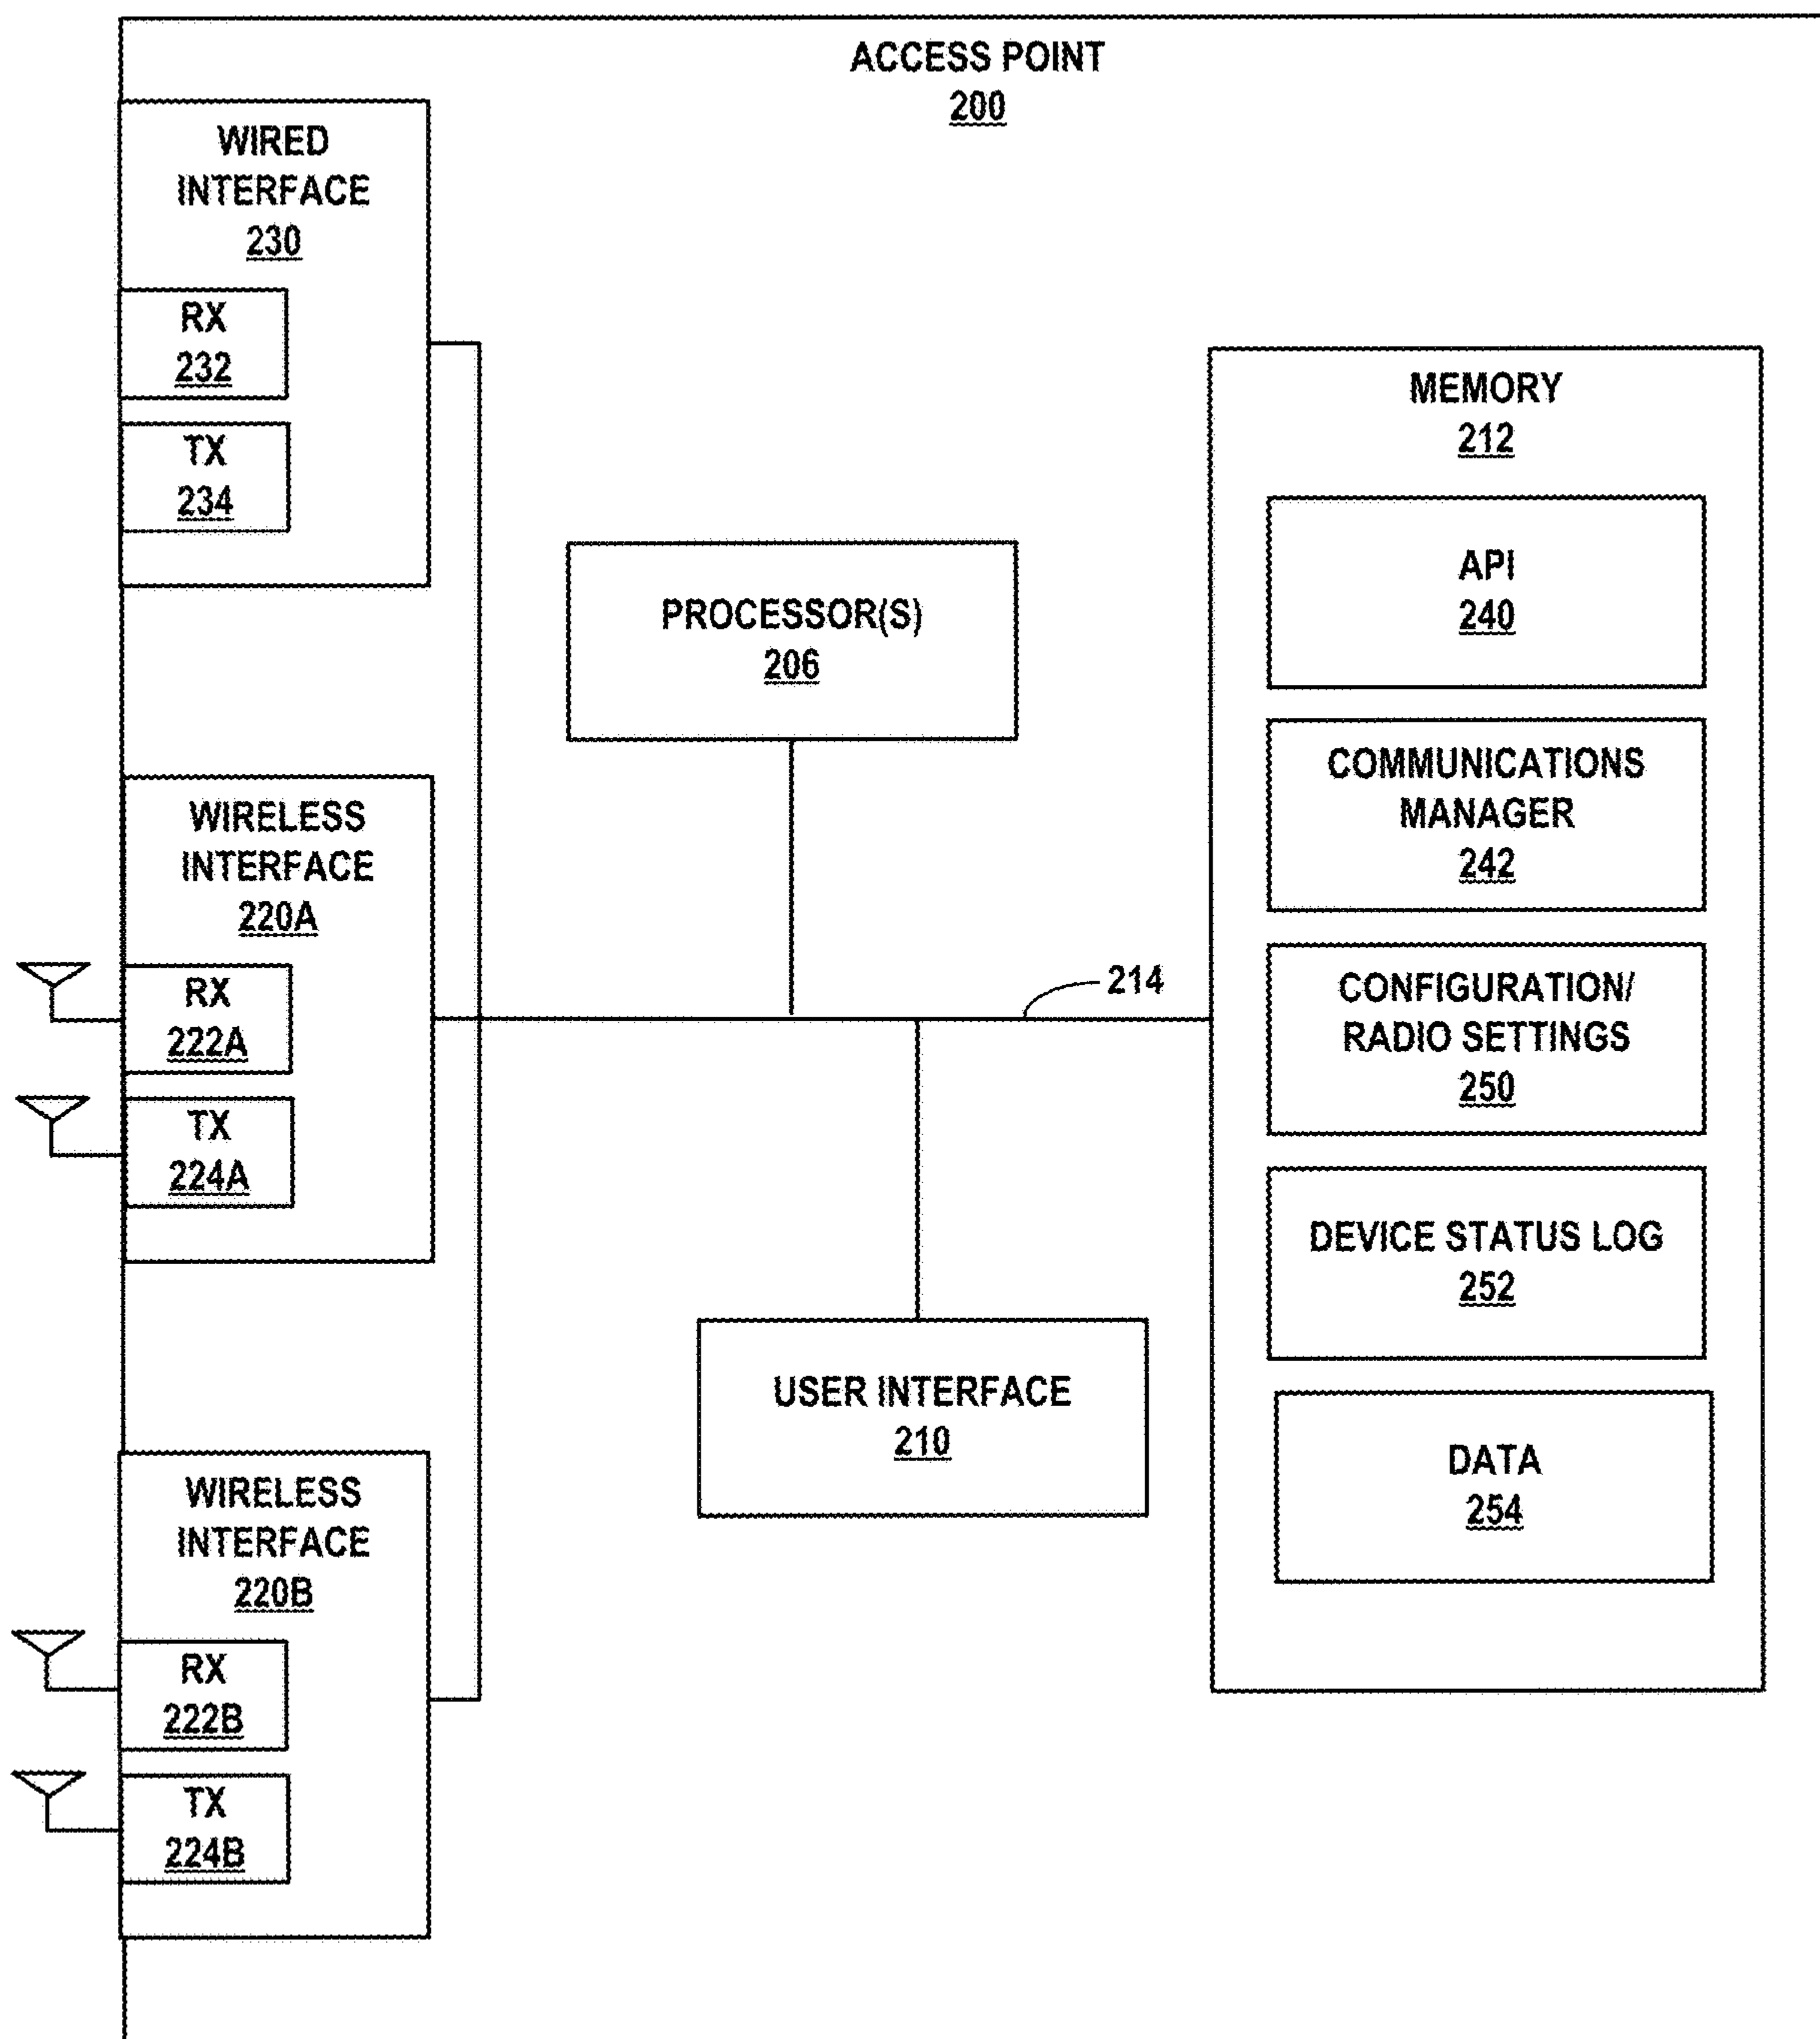 ACCESS POINT
200
WIRED
INTERFACE
230
RX
232
TX
234
WIRELESS
INTERFACE
220A
RX
222A
TX
224A
WIRELESS
INTERFACE
220B
RX
222B
TX
224B
PROCESSOR(S)
206
214
USER INTERFACE
210
MEMORY
212
API
240
COMMUNICATIONS
MANAGER
242
CONFIGURATION/
RADIO SETTINGS
250
DEVICE STATUS LOG
252
DATA
254